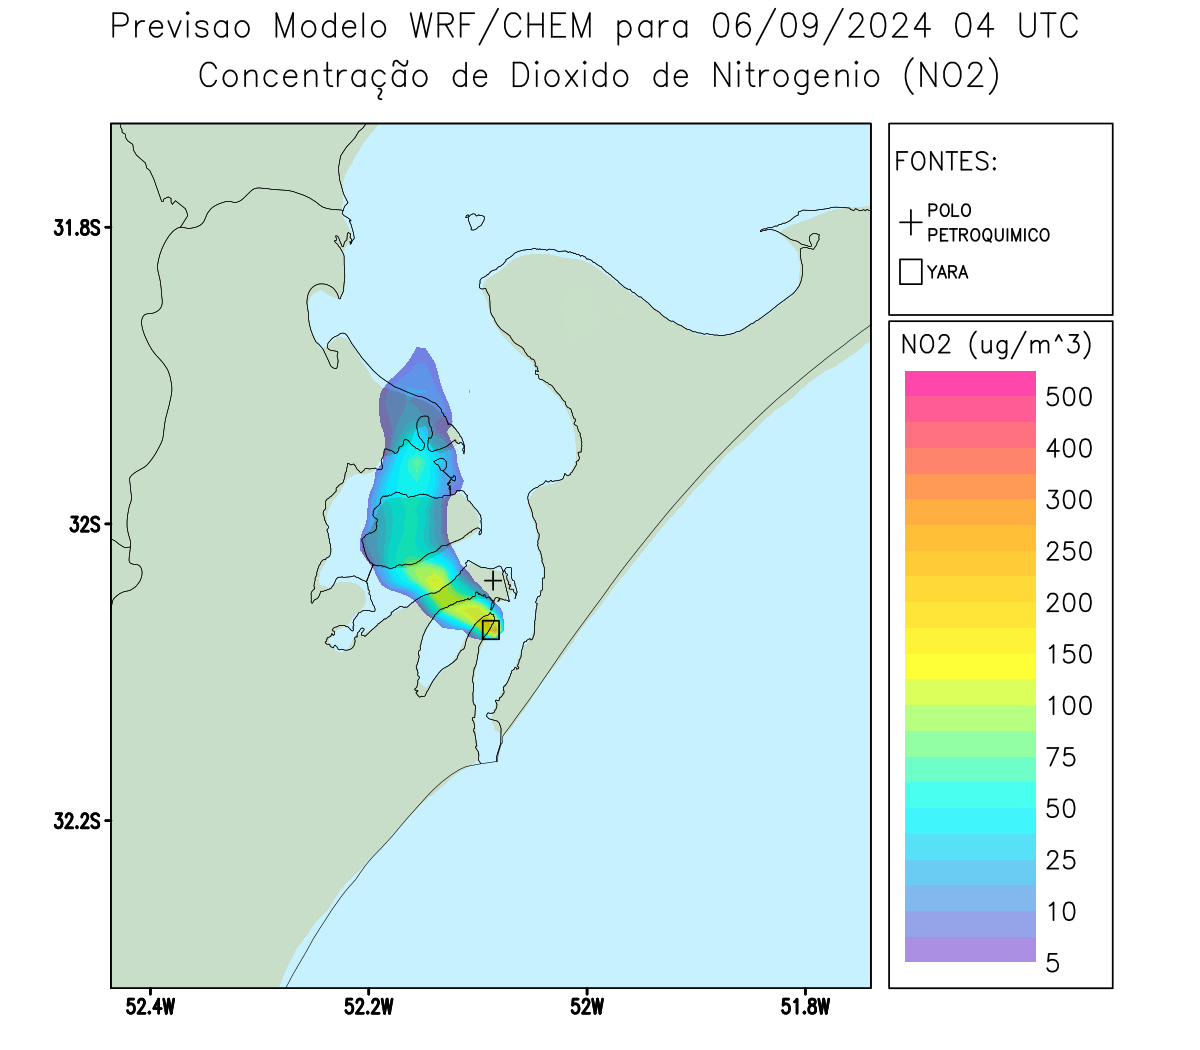 Previsao Modelo WRF/CHEM para 06/09/2024 04 UTC
Concentração de Dioxido de Nitrogenio (NO2)
FONTES:
POLO
PETROQUIMICO
YARA
31.8S
32S
32.2S
52.4W
52.2W
52W
51.8W
NO2 (ug/m^3)
500
400
300
250
200
150
100
75
50
25
10
5